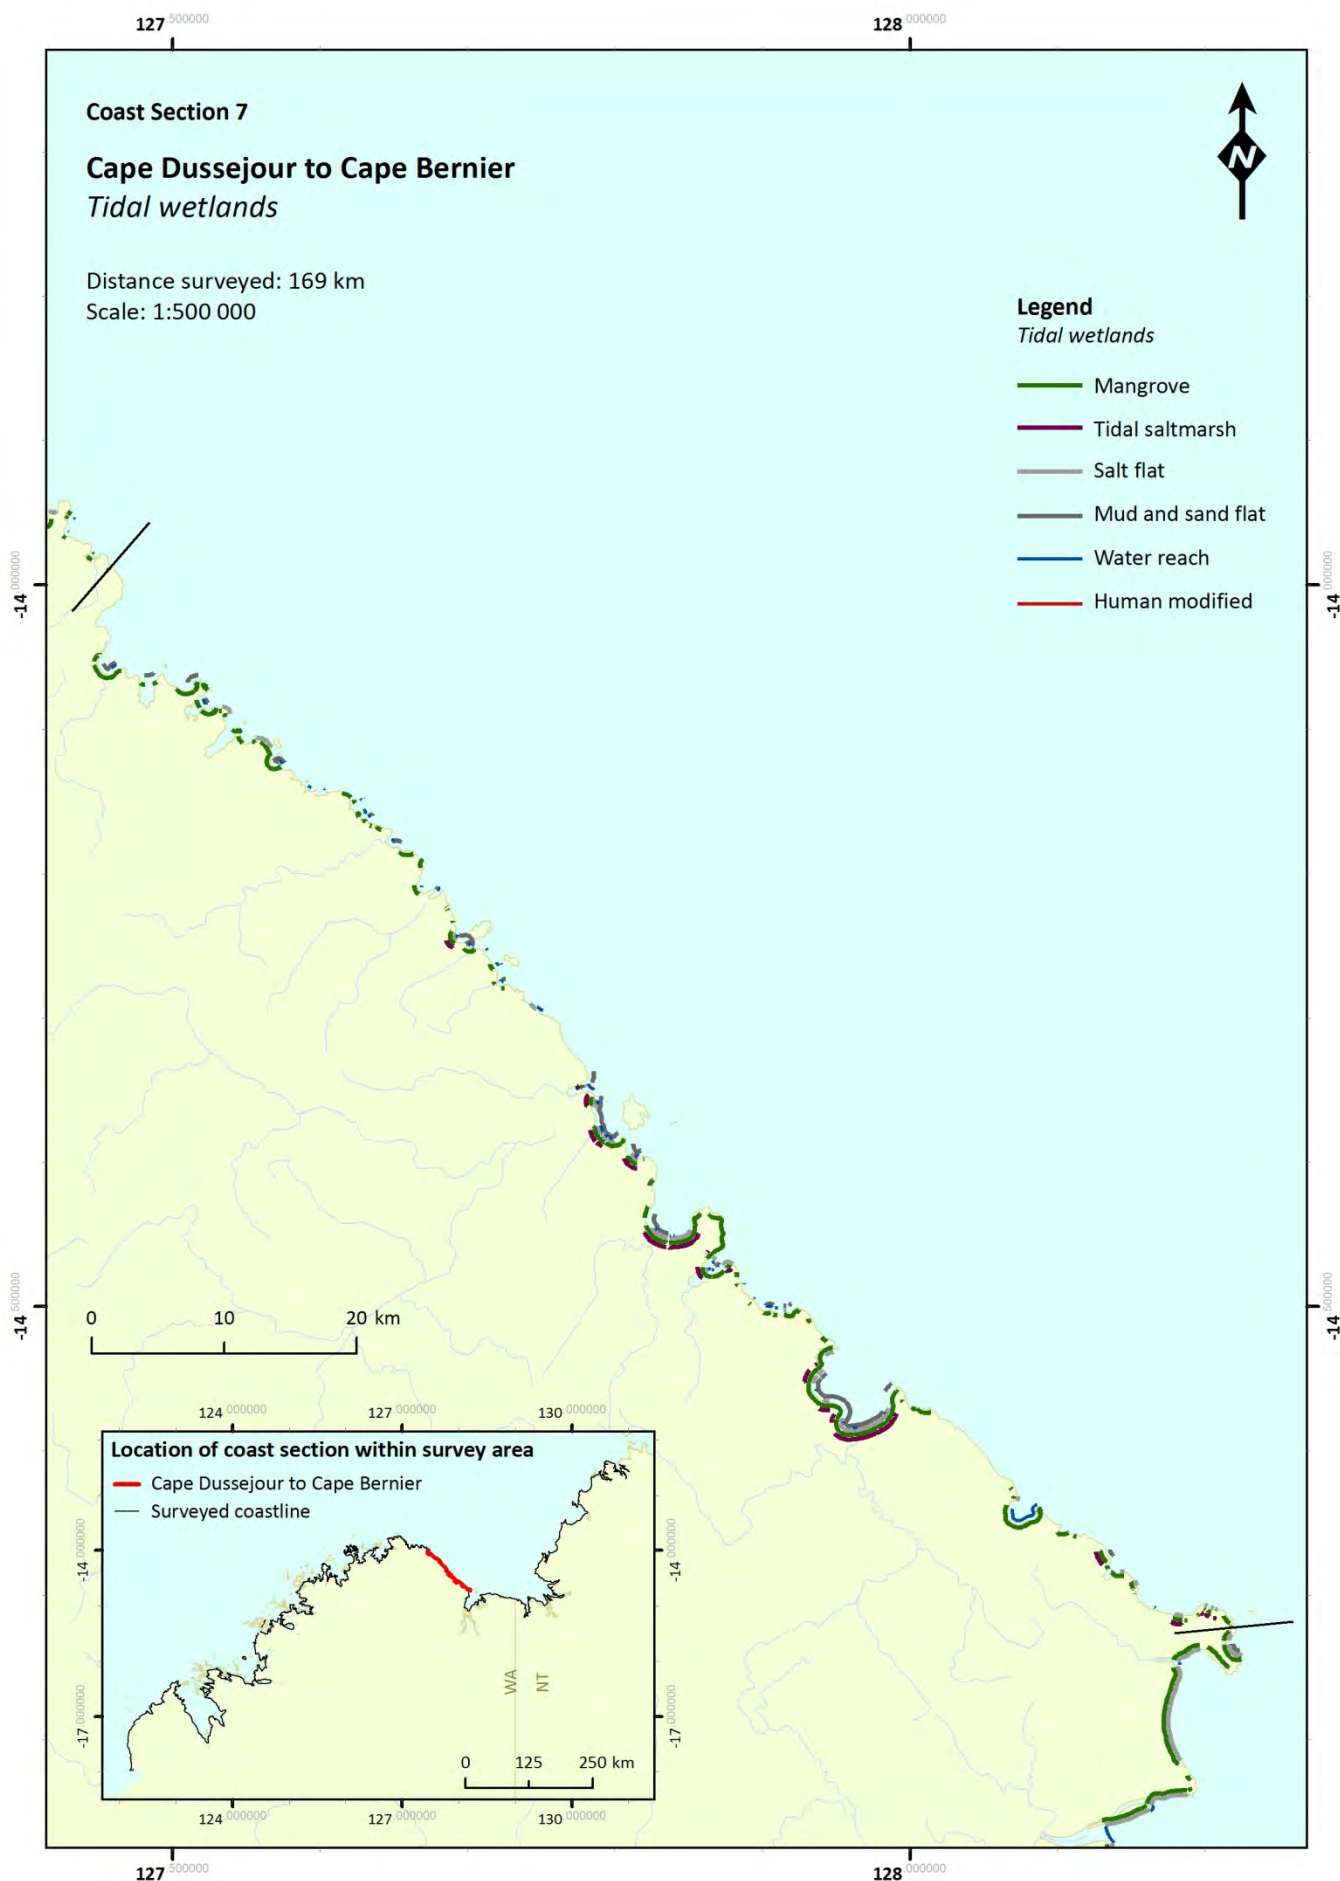 127.500000 128.000000
Coast Section 7
Cape Dussejour to Cape Bernier
Tidal wetlands
Distance surveyed: 169 km
Scale: 1:500 000
N
Legend
Tidal wetlands
Mangrove
Tidal saltmarsh
Salt flat
Mud and sand flat
Water reach
Human modified
-14.000000 -14.000000
-14.500000 -14.500000
0 10 20 km
124.000000 127.000000 130.000000
Location of coast section within survey area
Cape Dussejour to Cape Bernier
Surveyed coastline
-14.000000 -14.000000
WA NT
-17.000000 -17.000000
0 125 250 km
124.000000 127.000000 130.000000
127.500000 128.000000